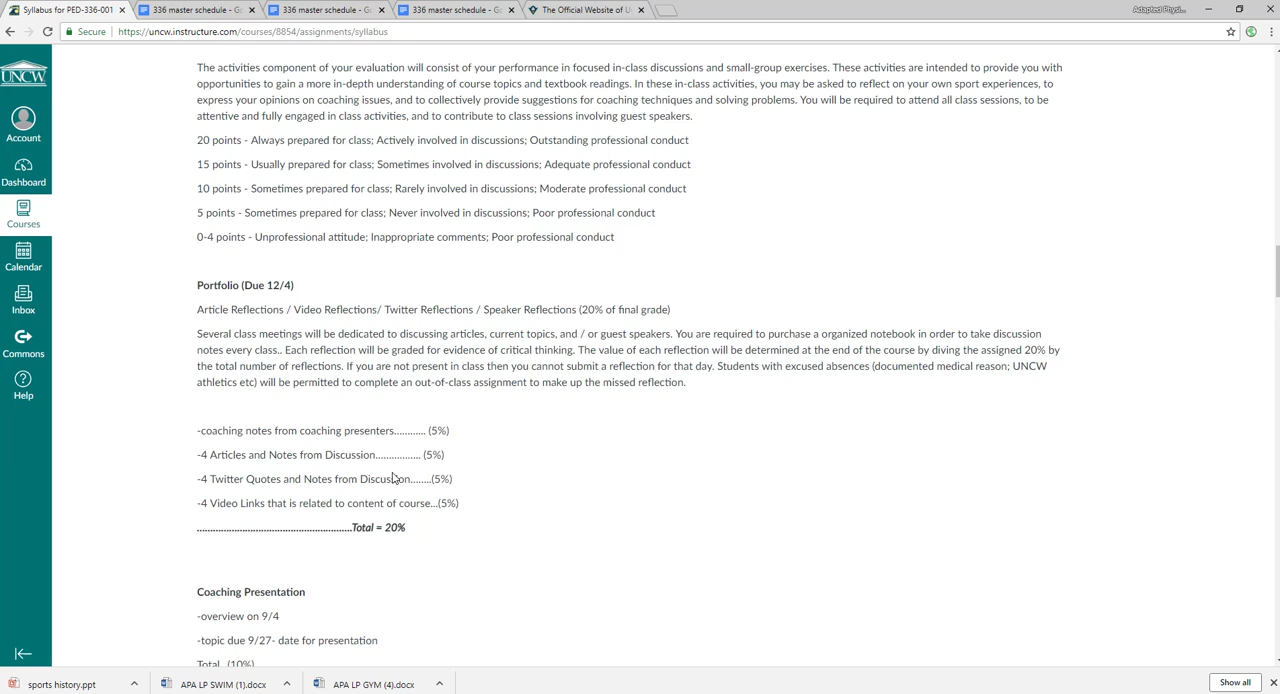 Syllabus for PED-336-001
336 master schedule - G
336 master schedule - G
336 master schedule - G
The Official Website of U
Adapted Physi...
Secure | https://uncw.instructure.com/courses/8854/assignments/syllabus
UNCW
Account
Dashboard
Courses
Calendar
Inbox
Commons
Help
The activities component of your evaluation will consist of your performance in focused in-class discussions and small-group exercises. These activities are intended to provide you with
opportunities to gain a more in-depth understanding of course topics and textbook readings. In these in-class activities, you may be asked to reflect on your own sport experiences, to
express your opinions on coaching issues, and to collectively provide suggestions for coaching techniques and solving problems. You will be required to attend all class sessions, to be
attentive and fully engaged in class activities, and to contribute to class sessions involving guest speakers.
20 points - Always prepared for class; Actively involved in discussions; Outstanding professional conduct
15 points - Usually prepared for class; Sometimes involved in discussions; Adequate professional conduct
10 points - Sometimes prepared for class; Rarely involved in discussions; Moderate professional conduct
5 points - Sometimes prepared for class; Never involved in discussions; Poor professional conduct
0-4 points - Unprofessional attitude; Inappropriate comments; Poor professional conduct
Portfolio (Due 12/4)
Article Reflections / Video Reflections/ Twitter Reflections / Speaker Reflections (20% of final grade)
Several class meetings will be dedicated to discussing articles, current topics, and / or guest speakers. You are required to purchase a organized notebook in order to take discussion
notes every class.. Each reflection will be graded for evidence of critical thinking. The value of each reflection will be determined at the end of the course by diving the assigned 20% by
the total number of reflections. If you are not present in class then you cannot submit a reflection for that day. Students with excused absences (documented medical reason; UNCW
athletics etc) will be permitted to complete an out-of-class assignment to make up the missed reflection.
-coaching notes from coaching presenters............ (5%)
-4 Articles and Notes from Discussion................. (5%)
-4 Twitter Quotes and Notes from Discussion........(5%)
-4 Video Links that is related to content of course...(5%)
..........................................................Total = 20%
Coaching Presentation
-overview on 9/4
-topic due 9/27- date for presentation
Total (10%)
sports history.ppt
APA LP SWIM (1).docx
APA LP GYM (4).docx
Show all